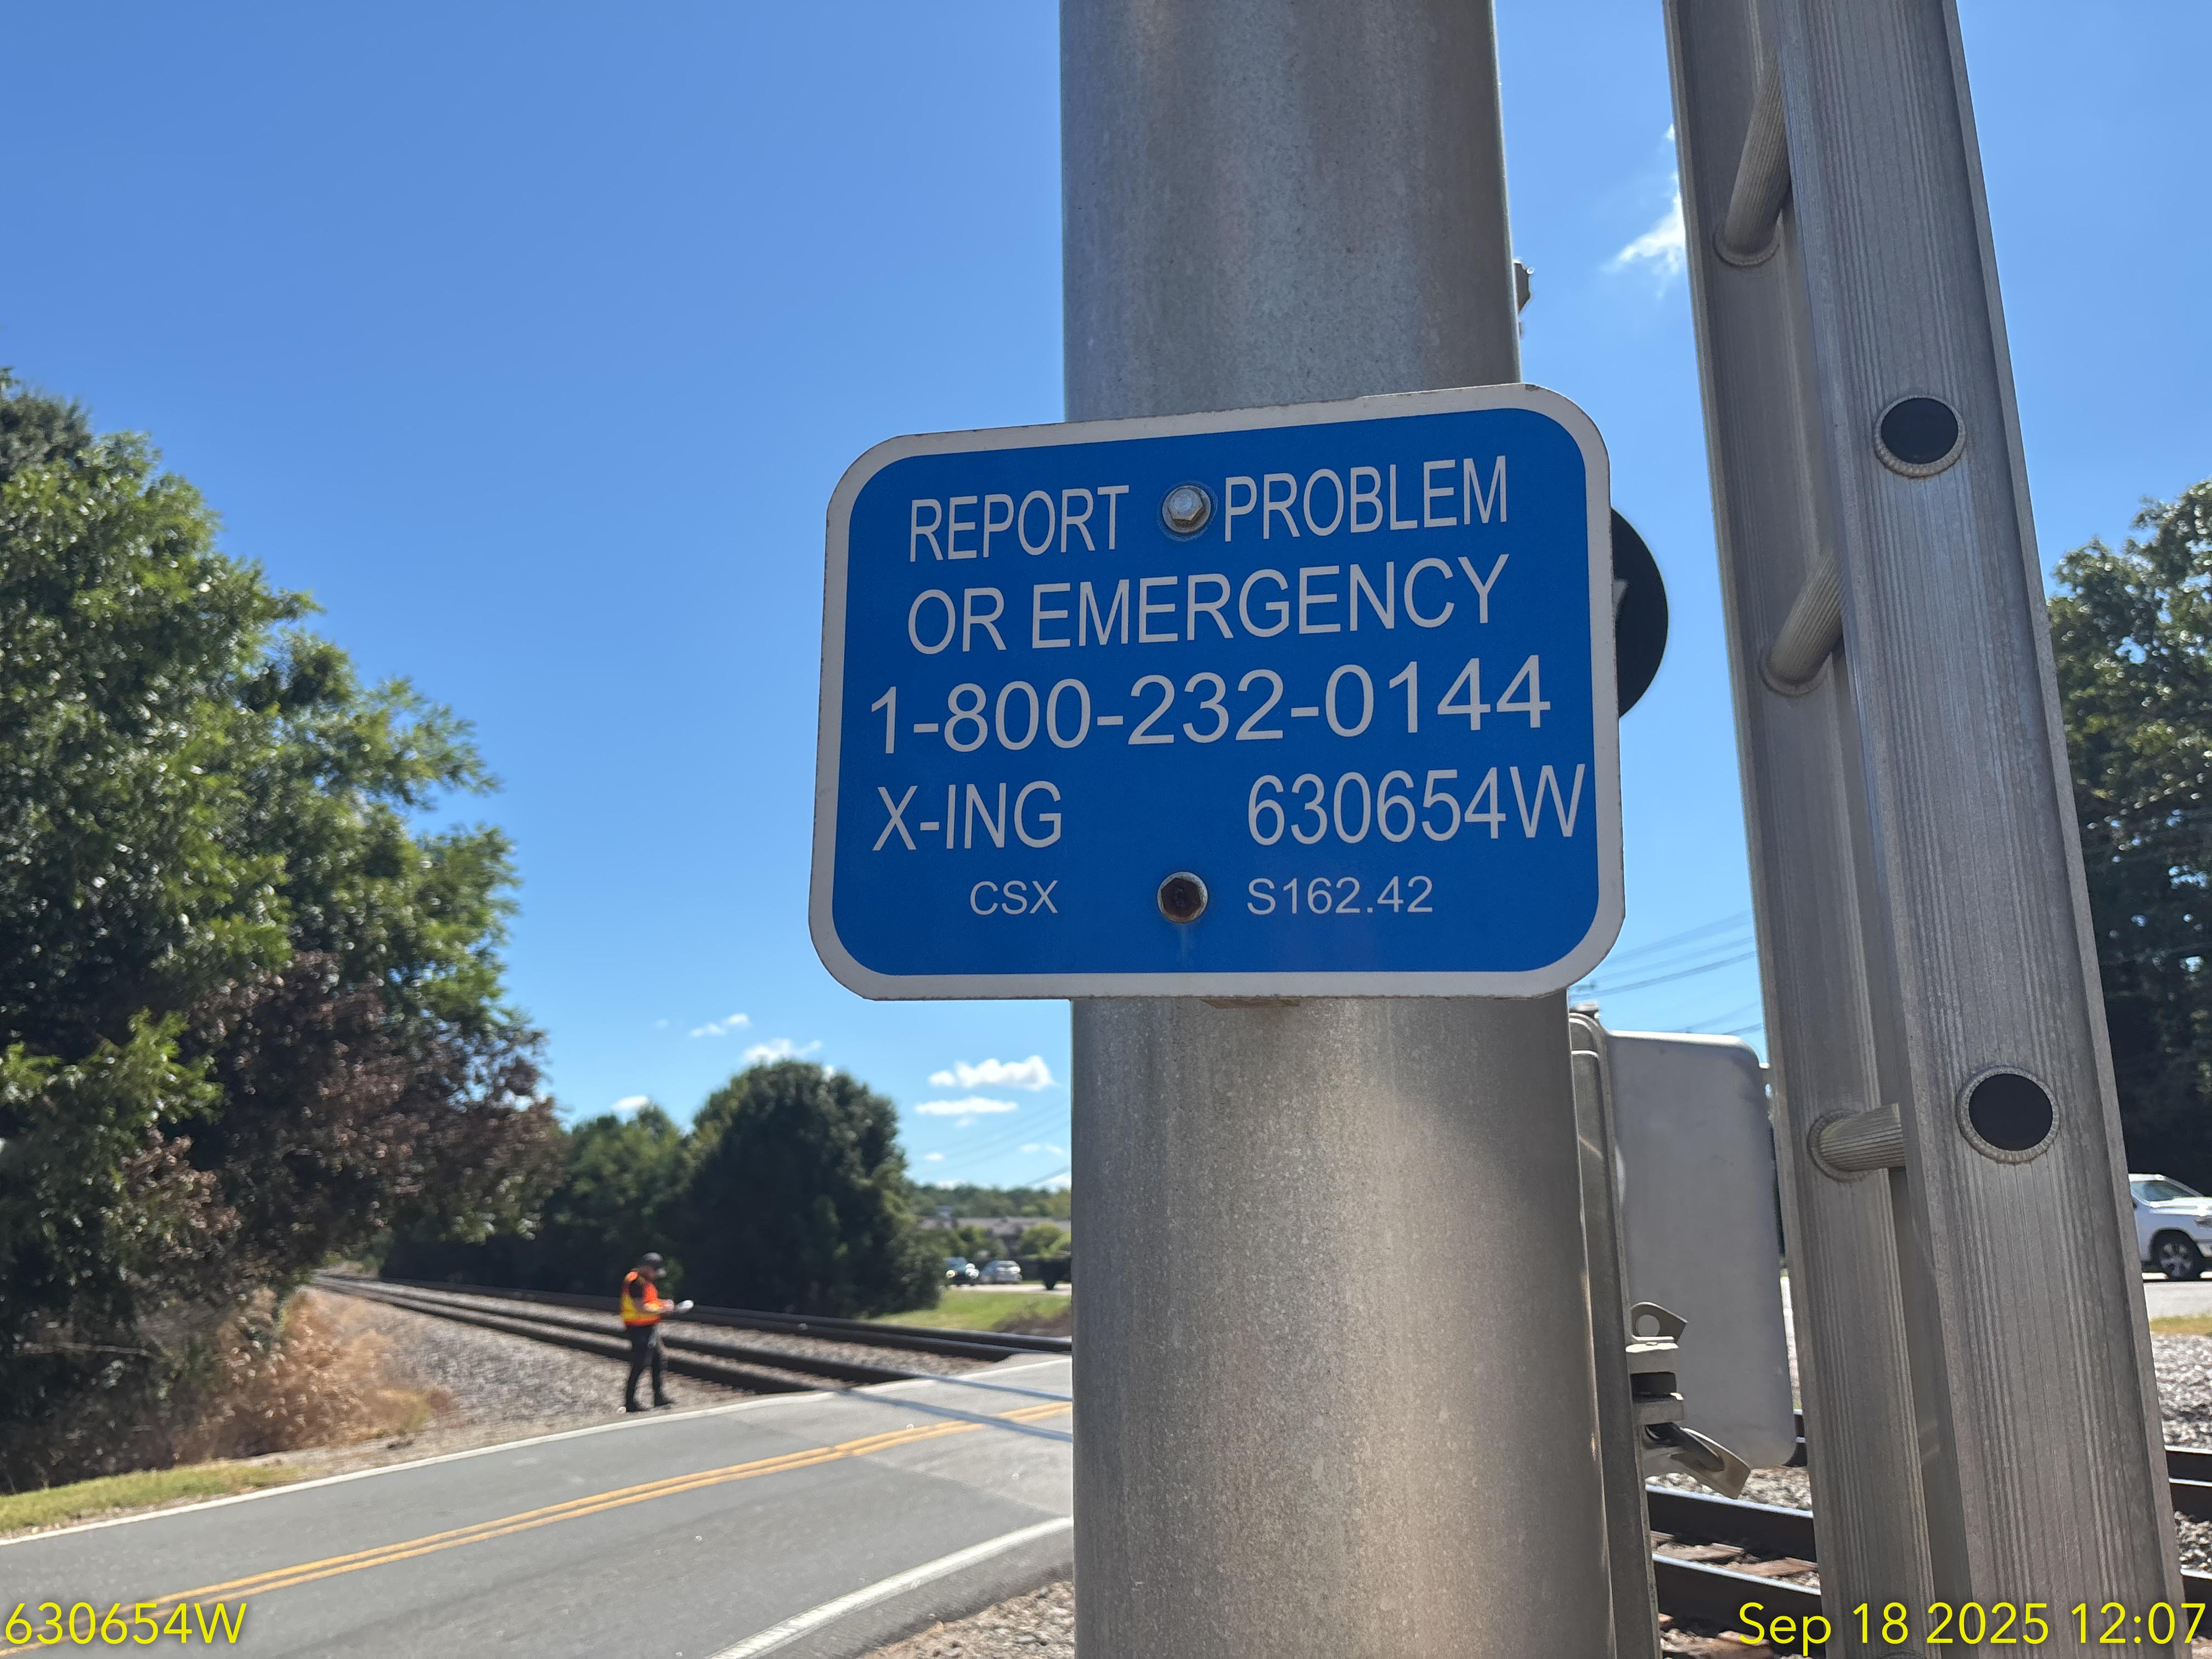 REPORT PROBLEM
OR EMERGENCY
1-800-232-0144
X-ING 630654W
CSX S162.42
630654W
Sep 18 2025 12:07